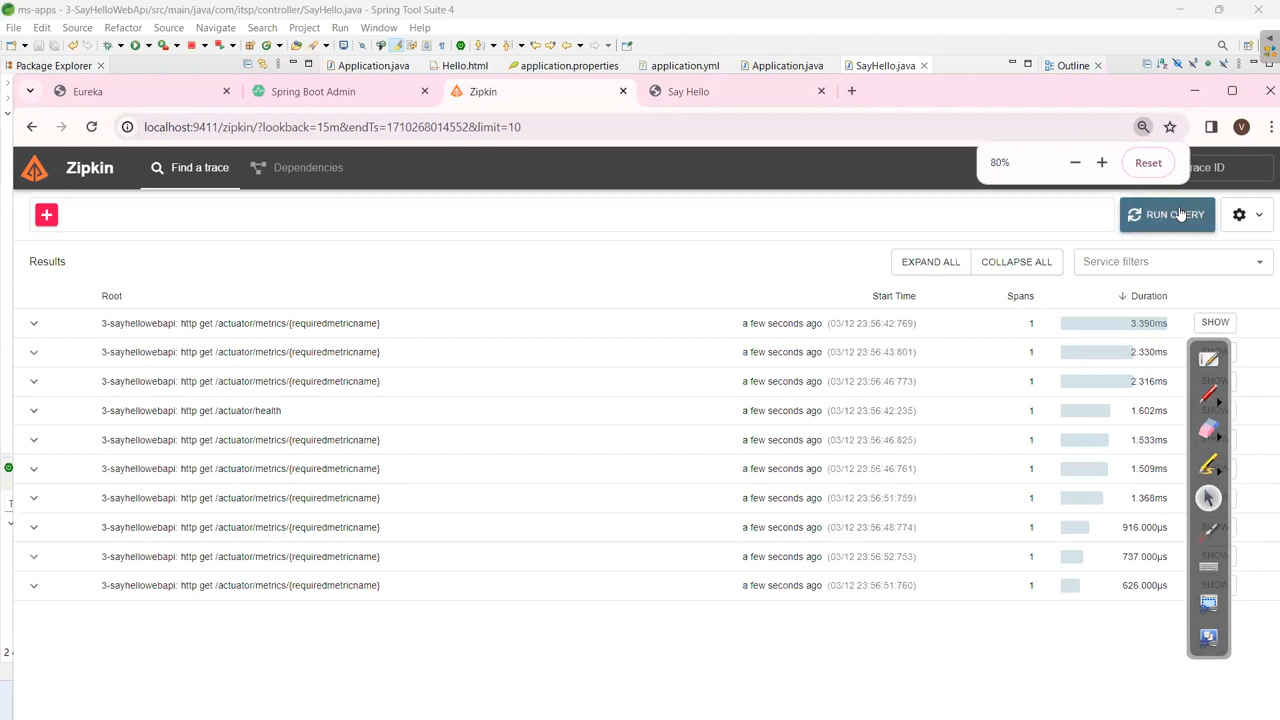 ms-apps - 3-SayHelloWebApi/src/main/java/com/itsp/controller/SayHello.java - Spring Tool Suite 4
File Edit Source Refactor Source Navigate Search Project Run Window Help
Package Explorer Application.java Hello.html application.properties application.yml Application.java SayHello.java Outline
Eureka Spring Boot Admin Zipkin Say Hello
localhost:9411/zipkin/?lookback=15m&endTs=1710268014552&limit=10 V
80% Reset
Zipkin Find a trace Dependencies race ID
RUN QUERY
Results EXPAND ALL COLLAPSE ALL Service filters
Root Start Time Spans Duration
3-sayhellowebapi: http get /actuator/metrics/{requiredmetricname} a few seconds ago (03/12 23:56:42:769) 1 3.390ms SHOW
3-sayhellowebapi: http get /actuator/metrics/{requiredmetricname} a few seconds ago (03/12 23:56:43:801) 1 2.330ms SHOW
3-sayhellowebapi: http get /actuator/metrics/{requiredmetricname} a few seconds ago (03/12 23:56:46:773) 1 2.316ms SHOW
3-sayhellowebapi: http get /actuator/health a few seconds ago (03/12 23:56:42:235) 1 1.602ms SHOW
3-sayhellowebapi: http get /actuator/metrics/{requiredmetricname} a few seconds ago (03/12 23:56:46:825) 1 1.533ms
3-sayhellowebapi: http get /actuator/metrics/{requiredmetricname} a few seconds ago (03/12 23:56:46:761) 1 1.509ms SHOW
3-sayhellowebapi: http get /actuator/metrics/{requiredmetricname} a few seconds ago (03/12 23:56:51:759) 1 1.368ms
3-sayhellowebapi: http get /actuator/metrics/{requiredmetricname} a few seconds ago (03/12 23:56:48:774) 1 916.000µs SHOW
3-sayhellowebapi: http get /actuator/metrics/{requiredmetricname} a few seconds ago (03/12 23:56:52:753) 1 737.000µs SHOW
3-sayhellowebapi: http get /actuator/metrics/{requiredmetricname} a few seconds ago (03/12 23:56:51:760) 1 626.000µs SHOW
2